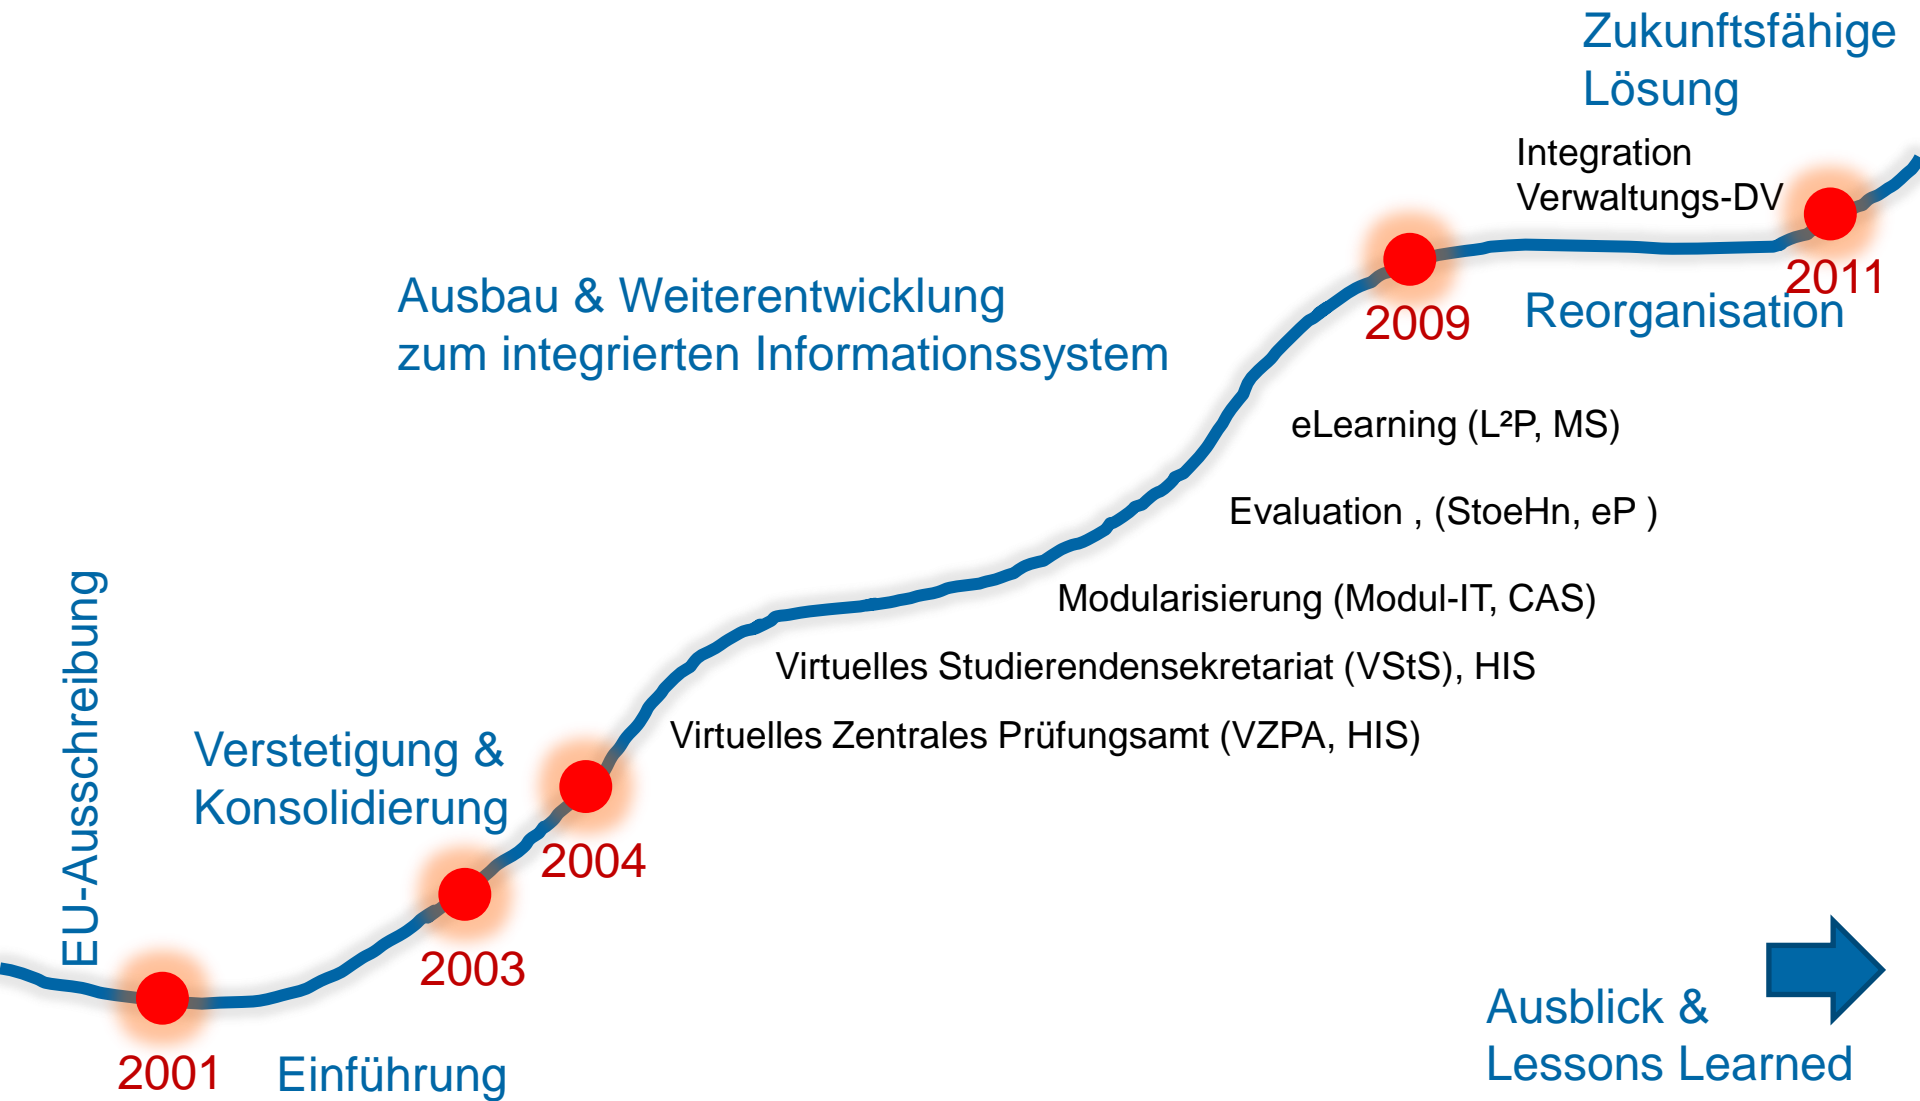 Zukunftsfähige
Lösung
Integration
Verwaltungs-DV
2011
Ausbau & Weiterentwicklung
zum integrierten Informationssystem
2009
Reorganisation
eLearning (L²P, MS)
Evaluation , (StoeHn, eP )
Modularisierung (Modul-IT, CAS)
Virtuelles Studierendensekretariat (VStS), HIS
Virtuelles Zentrales Prüfungsamt (VZPA, HIS)
EU-Ausschreibung
Verstetigung &
Konsolidierung
2004
2003
2001
Einführung
Ausblick &
Lessons Learned